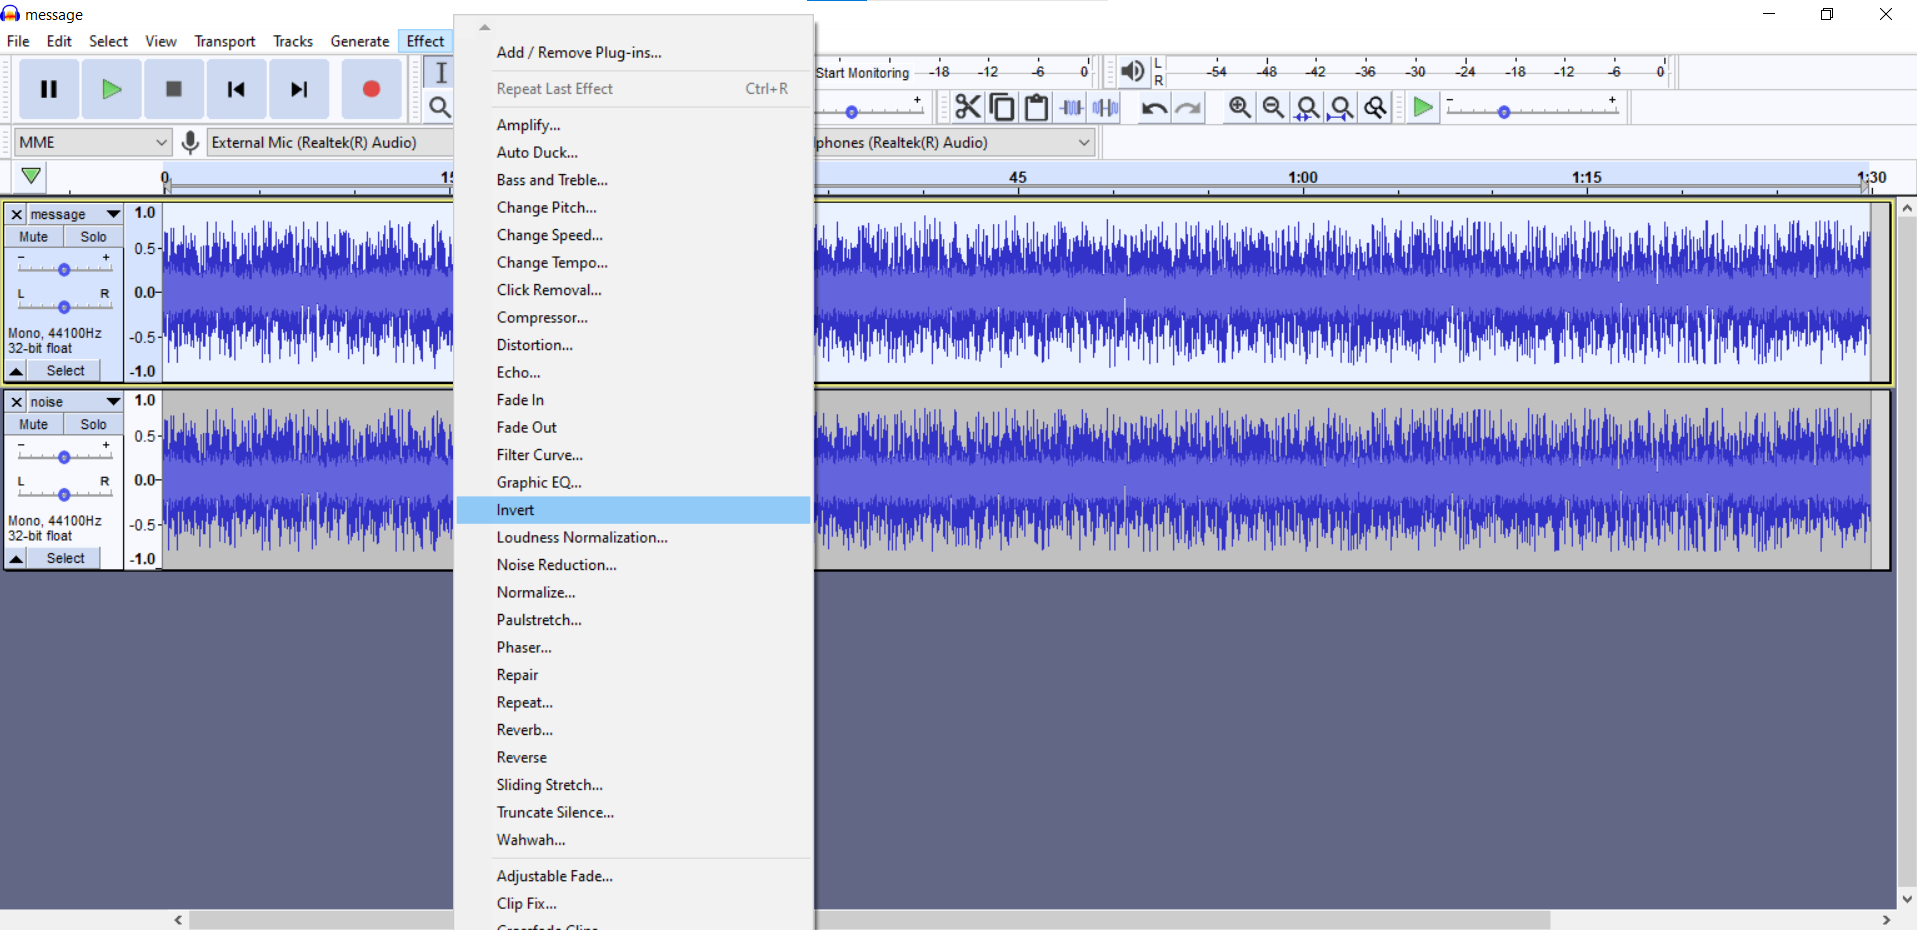 message
File Edit Select View Transport Tracks Generate Effect
Add / Remove Plug-ins...
Repeat Last Effect Ctrl+R
Amplify...
Auto Duck...
Bass and Treble...
Change Pitch...
Change Speed...
Change Tempo...
Click Removal...
Compressor...
Distortion...
Echo...
Fade In
Fade Out
Filter Curve...
Graphic EQ...
Invert
Loudness Normalization...
Noise Reduction...
Normalize...
Paulstretch...
Phaser...
Repair
Repeat...
Reverb...
Reverse
Sliding Stretch...
Truncate Silence...
Wahwah...
Adjustable Fade...
Clip Fix...
Start Monitoring -18 -12 -6 0
L
R
-54 -48 -42 -36 -30 -24 -18 -12 -6 0
- +
MME External Mic (Realtek(R) Audio) phones (Realtek(R) Audio)
0 15 45 1:00 1:15 1:30
message
Mute Solo
- +
L R
Mono, 44100Hz
32-bit float
Select
1.0
0.5
0.0
-0.5
-1.0
noise
Mute Solo
- +
L R
Mono, 44100Hz
32-bit float
Select
1.0
0.5
0.0
-0.5
-1.0